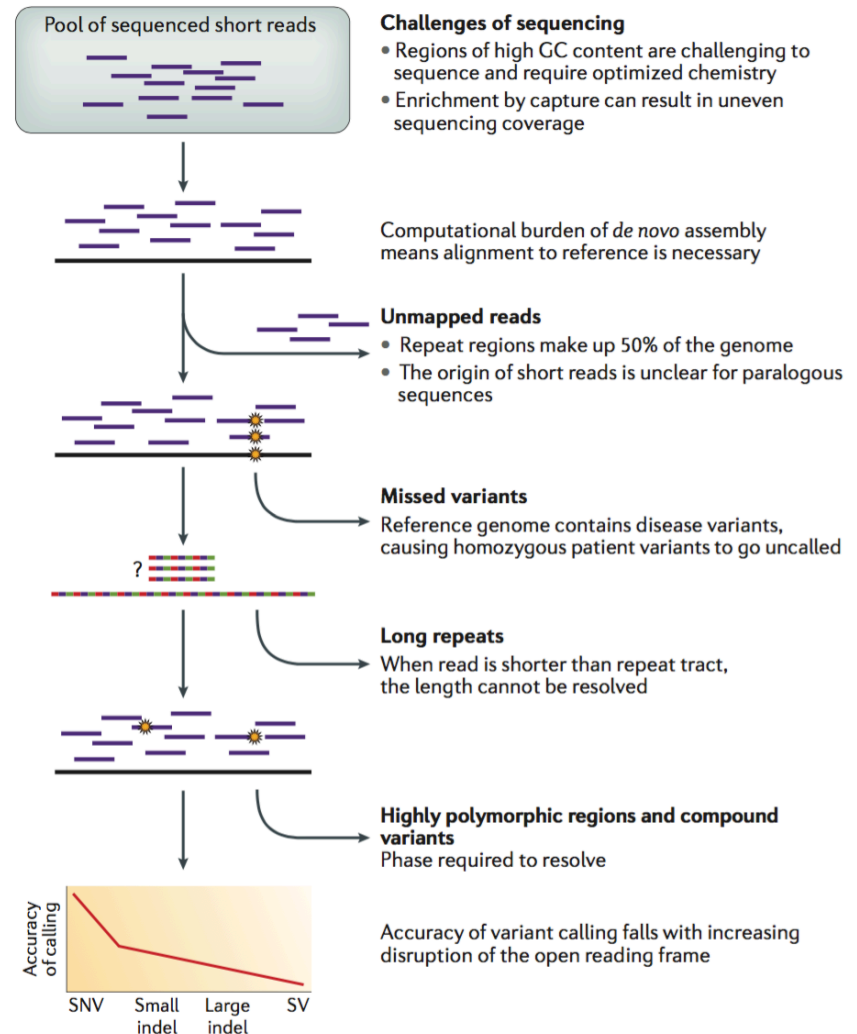 Pool of sequenced short reads
Challenges of sequencing
• Regions of high GC content are challenging to
sequence and require optimized chemistry
• Enrichment by capture can result in uneven
sequencing coverage
Computational burden of de novo assembly
means alignment to reference is necessary
Unmapped reads
• Repeat regions make up 50% of the genome
• The origin of short reads is unclear for paralogous
sequences
Missed variants
Reference genome contains disease variants,
causing homozygous patient variants to go uncalled
?
Long repeats
When read is shorter than repeat tract,
the length cannot be resolved
Highly polymorphic regions and compound
variants
Phase required to resolve
Accuracy
of calling
SNV
Small
indel
Large
indel
SV
Accuracy of variant calling falls with increasing
disruption of the open reading frame